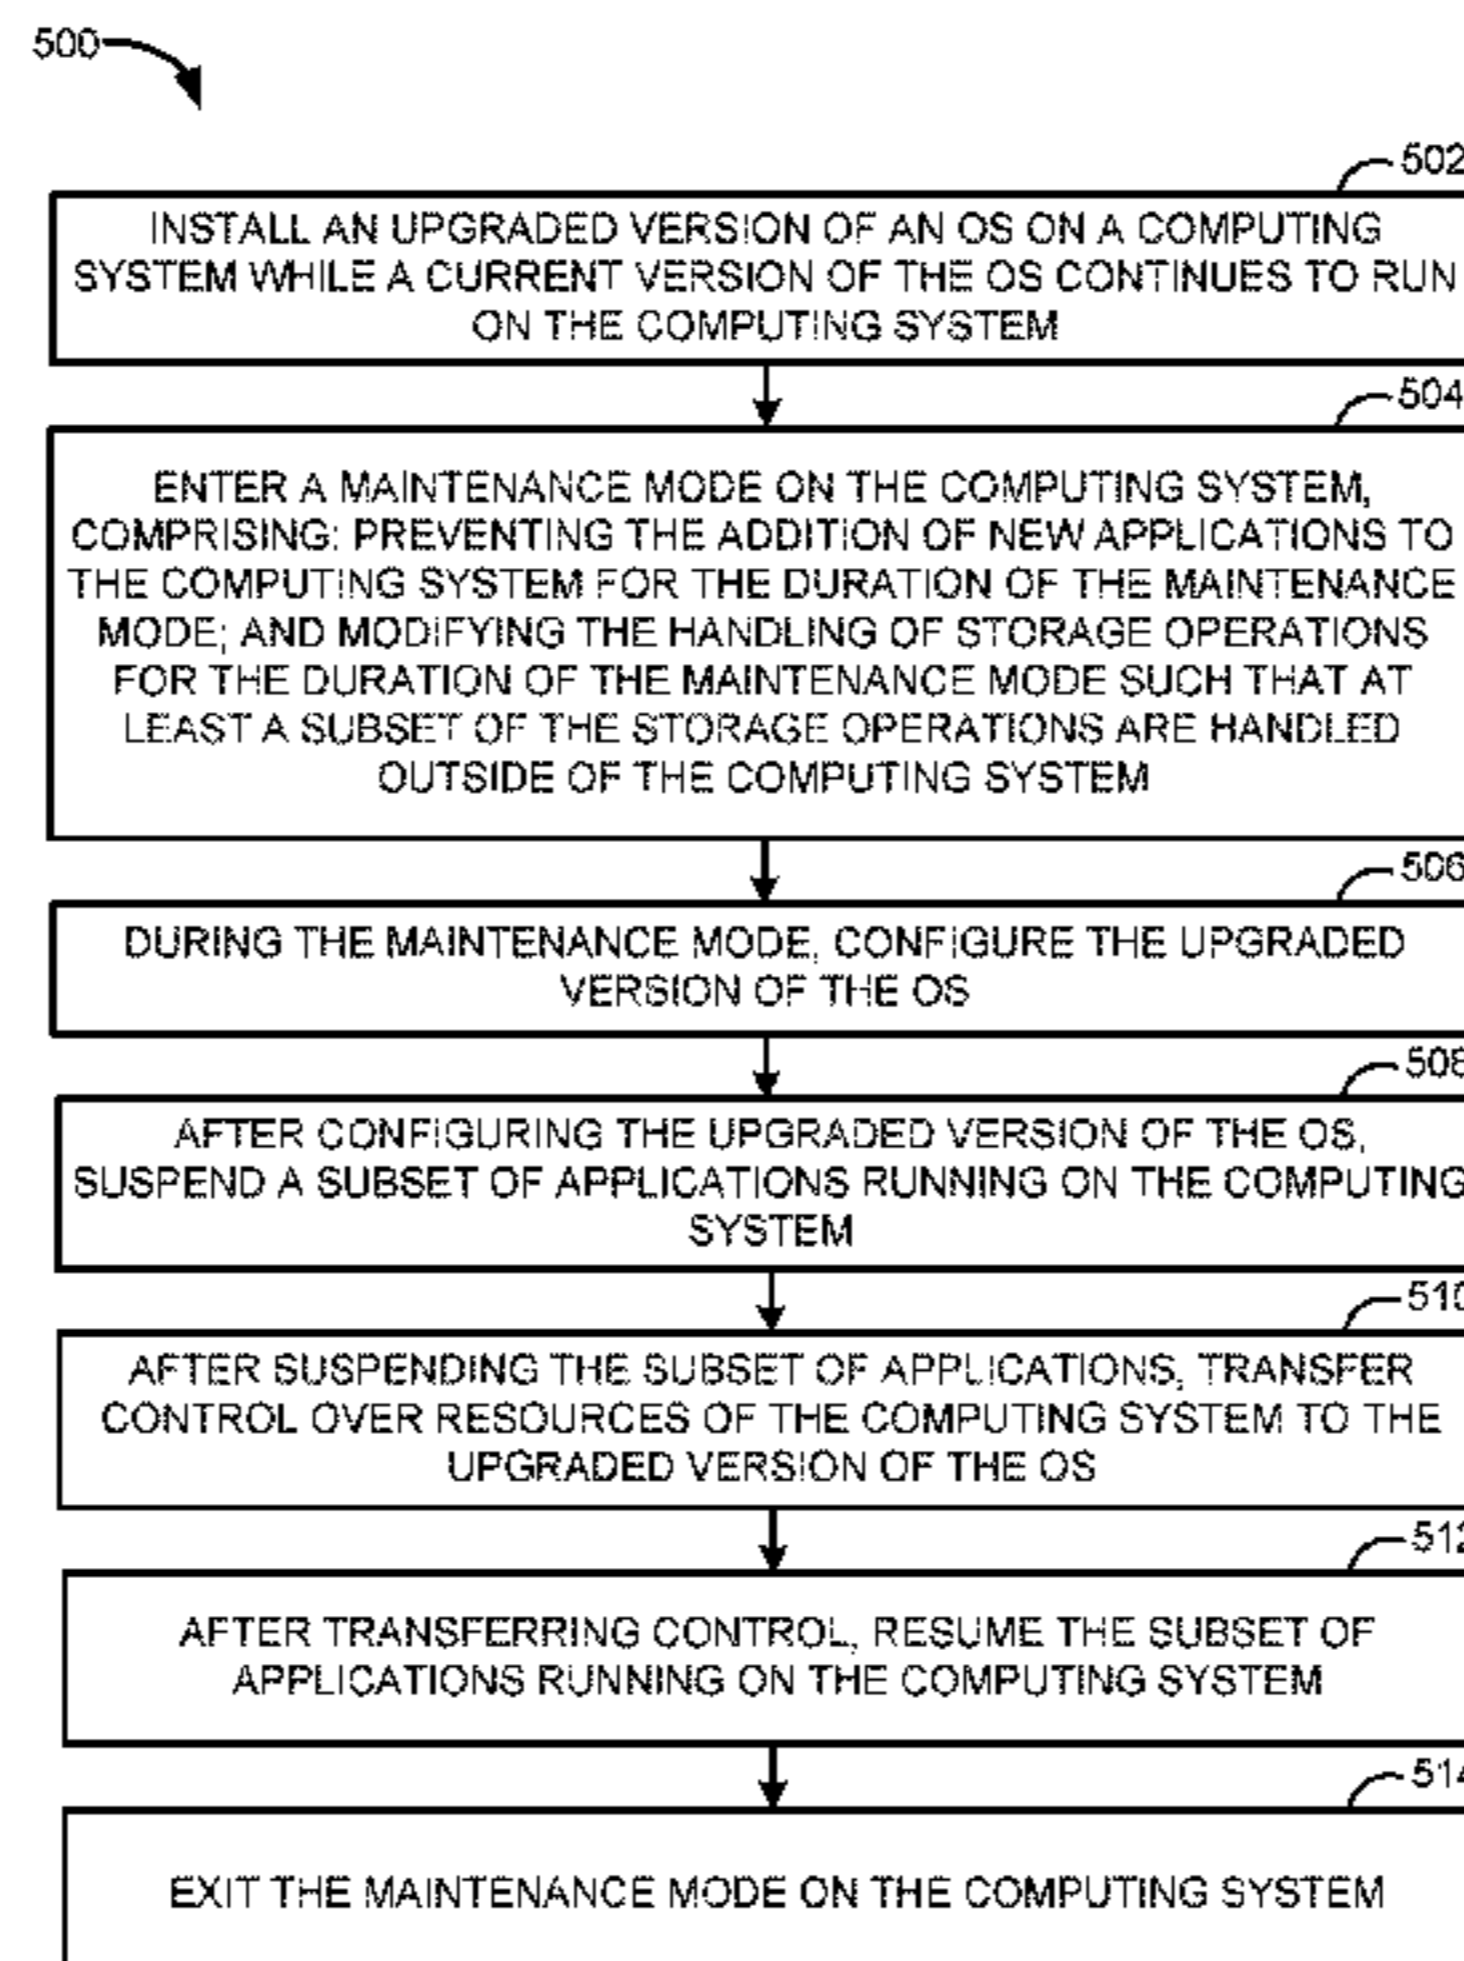 500
502
INSTALL AN UPGRADED VERSION OF AN OS ON A COMPUTING
SYSTEM WHILE A CURRENT VERSION OF THE OS CONTINUES TO RUN
ON THE COMPUTING SYSTEM
504
ENTER A MAINTENANCE MODE ON THE COMPUTING SYSTEM,
COMPRISING: PREVENTING THE ADDITION OF NEW APPLICATIONS TO
THE COMPUTING SYSTEM FOR THE DURATION OF THE MAINTENANCE
MODE; AND MODIFYING THE HANDLING OF STORAGE OPERATIONS
FOR THE DURATION OF THE MAINTENANCE MODE SUCH THAT AT
LEAST A SUBSET OF THE STORAGE OPERATIONS ARE HANDLED
OUTSIDE OF THE COMPUTING SYSTEM
506
DURING THE MAINTENANCE MODE, CONFIGURE THE UPGRADED
VERSION OF THE OS
508
AFTER CONFIGURING THE UPGRADED VERSION OF THE OS,
SUSPEND A SUBSET OF APPLICATIONS RUNNING ON THE COMPUTING
SYSTEM
510
AFTER SUSPENDING THE SUBSET OF APPLICATIONS, TRANSFER
CONTROL OVER RESOURCES OF THE COMPUTING SYSTEM TO THE
UPGRADED VERSION OF THE OS
512
AFTER TRANSFERRING CONTROL, RESUME THE SUBSET OF
APPLICATIONS RUNNING ON THE COMPUTING SYSTEM
514
EXIT THE MAINTENANCE MODE ON THE COMPUTING SYSTEM